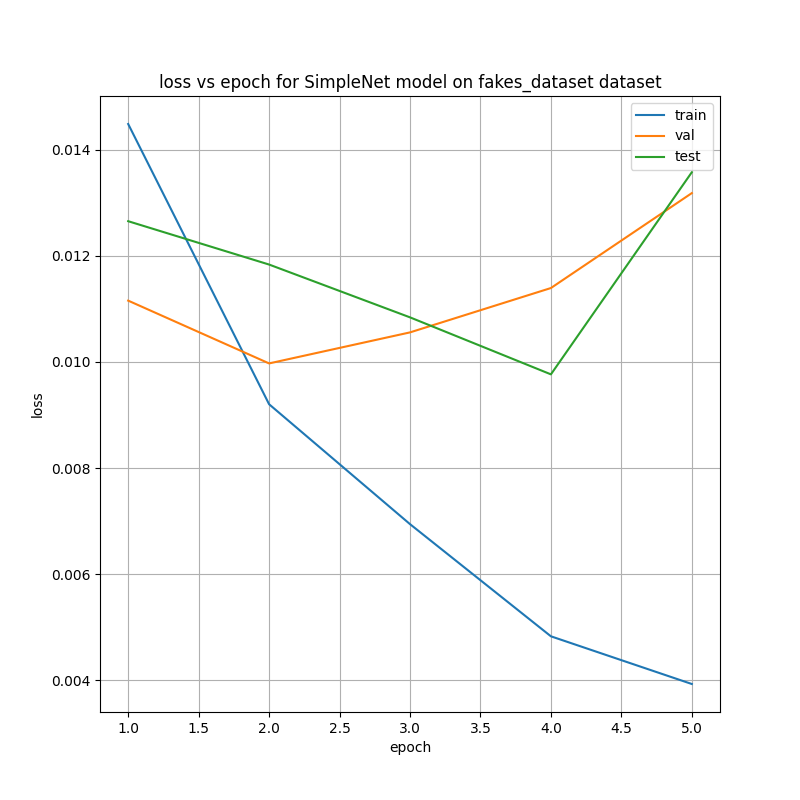 loss vs epoch for SimpleNet model on fakes_dataset dataset
train
val
test
0.014
0.012
0.010
0.008
0.006
0.004
loss
1.0 1.5 2.0 2.5 3.0 3.5 4.0 4.5 5.0
epoch